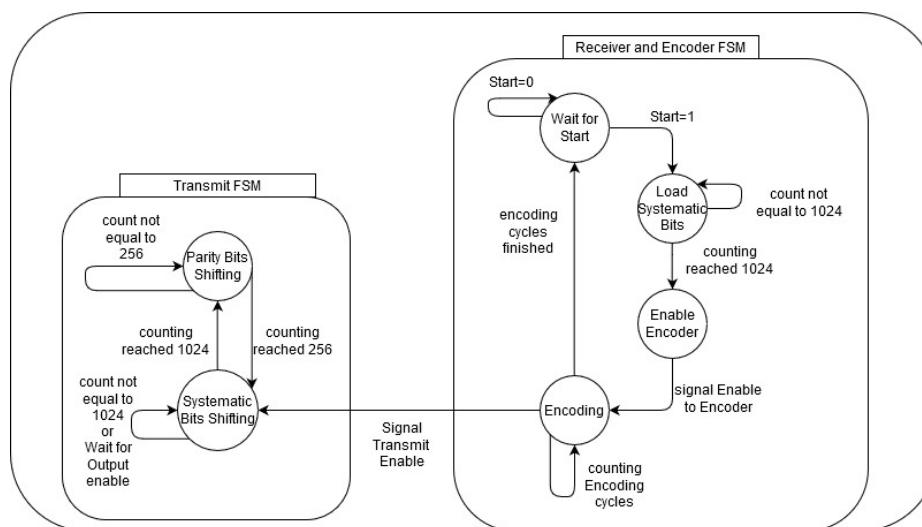 Receiver and Encoder FSM
Start=0
Wait for
Start
Start=1
Load
Systematic
Bits
count not
equal to 1024
encoding
cycles
finished
counting
reached 1024
Enable
Encoder
signal Enable
to Encoder
Encoding
counting
Encoding
cycles
Signal
Transmit
Enable
Transmit FSM
count not
equal to
256
Parity Bits
Shifting
counting
reached 1024
counting
reached 256
count not
equal to
1024
or
Wait for
Output
enable
Systematic
Bits Shifting